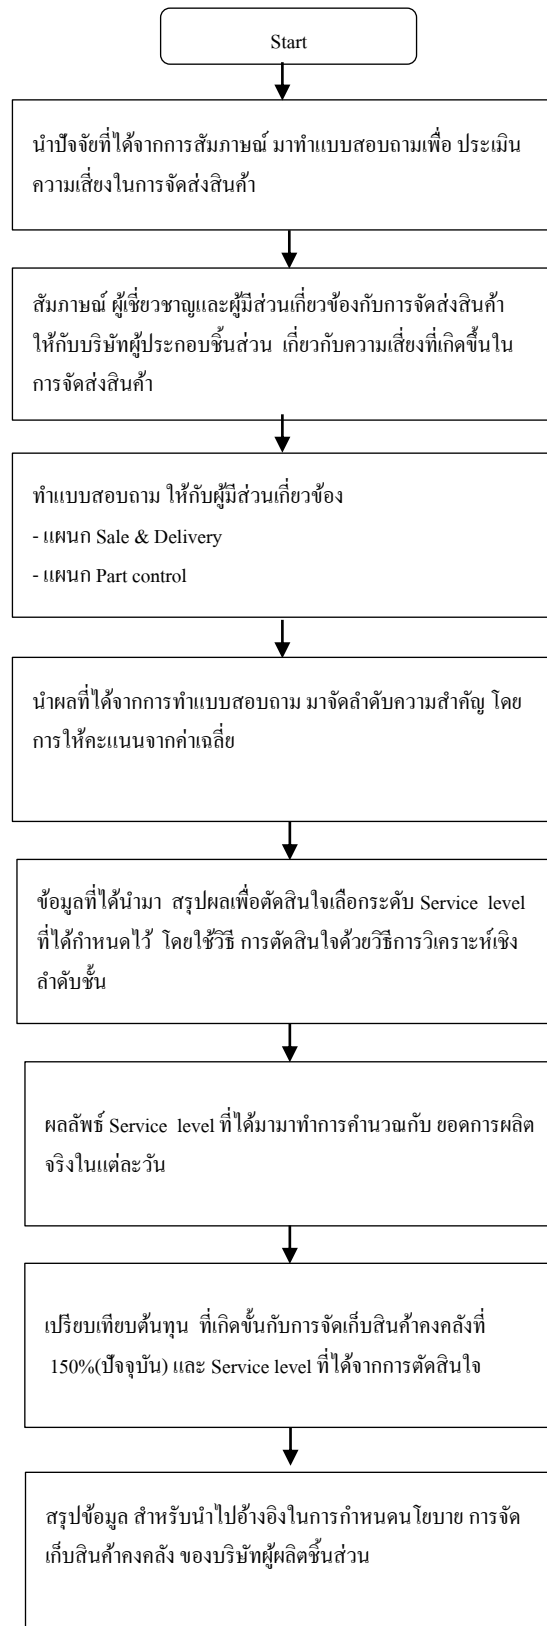 Start
นำปัจจัยที่ได้จากการสัมภาษณ์ มาทำแบบสอบถามเพื่อ ประเมิน
ความเสี่ยงในการจัดส่งสินค้า
สัมภาษณ์ ผู้เชี่ยวชาญและผู้มีส่วนเกี่ยวข้องกับการจัดส่งสินค้า
ให้กับบริษัทผู้ประกอบชิ้นส่วน เกี่ยวกับความเสี่ยงที่เกิดขึ้นใน
การจัดส่งสินค้า
ทำแบบสอบถาม ให้กับผู้มีส่วนเกี่ยวข้อง
- แผนก Sale & Delivery
- แผนก Part control
นำผลที่ได้จากการทำแบบสอบถาม มาจัดลำดับความสำคัญ โดย
การให้คะแนนจากค่าเฉลี่ย
ข้อมูลที่ได้นำมา สรุปผลเพื่อตัดสินใจเลือกระดับ Service level
ที่ได้กำหนดไว้ โดยใช้วิธี การตัดสินใจด้วยวิธีการวิเคราะห์เชิง
ลำดับชั้น
ผลลัพธ์ Service level ที่ได้มามาทำการคำนวณกับ ยอดการผลิต
จริงในแต่ละวัน
เปรียบเทียบต้นทุน ที่เกิดขั้นกับการจัดเก็บสินค้าคงคลังที่
150%(ปัจจุบัน) และ Service level ที่ได้จากการตัดสินใจ
สรุปข้อมูล สำหรับนำไปอ้างอิงในการกำหนดนโยบาย การจัด
เก็บสินค้าคงคลัง ของบริษัทผู้ผลิตชิ้นส่วน